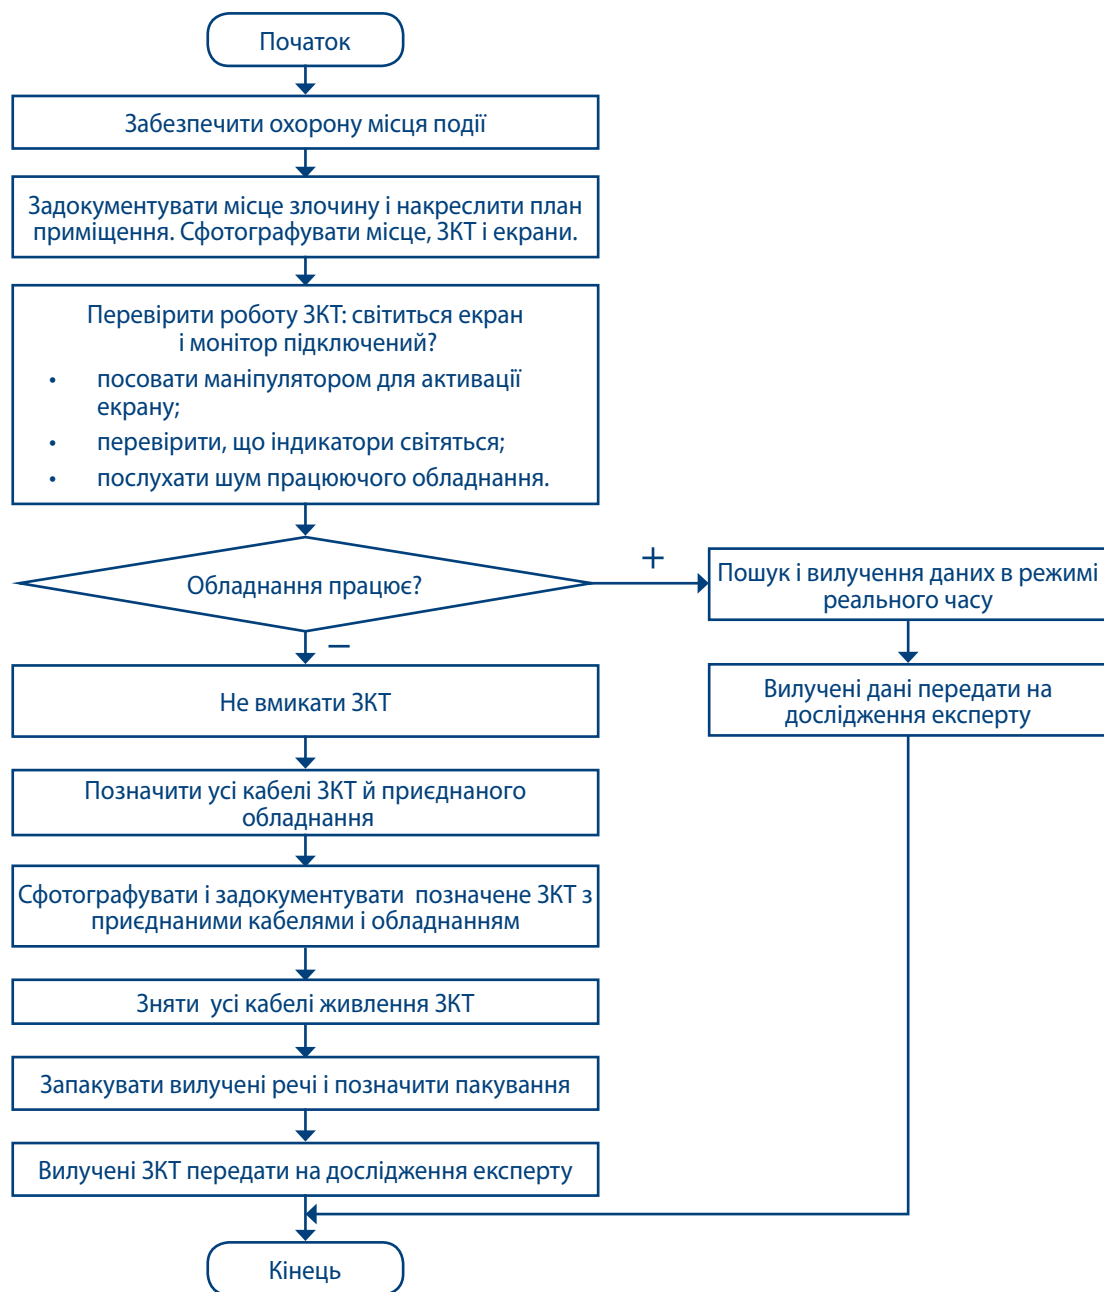 Початок
Забезпечити охорону місця події
Задокументувати місце злочину і накреслити план
приміщення. Сфотографувати місце, ЗКТ і екрани.
Перевірити роботу ЗКТ: світиться екран
і монітор підключений?
• посовати маніпулятором для активації
екрану;
• перевірити, що індикатори світяться;
• послухати шум працюючого обладнання.
Обладнання працює?
+
Пошук і вилучення даних в режимі
реального часу
Вилучені дані передати на
дослідження експерту
–
Не вмикати ЗКТ
Позначити усі кабелі ЗКТ й приєднаного
обладнання
Сфотографувати і задокументувати позначене ЗКТ з
приєднаними кабелями і обладнанням
Зняти усі кабелі живлення ЗКТ
Запакувати вилучені речі і позначити пакування
Вилучені ЗКТ передати на дослідження експерту
Кінець